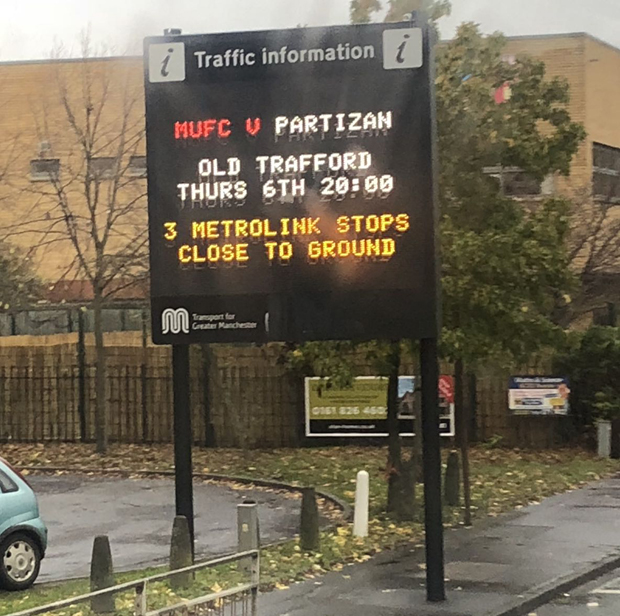 i Traffic information i
MUFC V PARTIZAN
OLD TRAFFORD
THURS 6TH 20:00
3 METROLINK STOPS
CLOSE TO GROUND
Transport for
Greater Manchester
0161 826 460